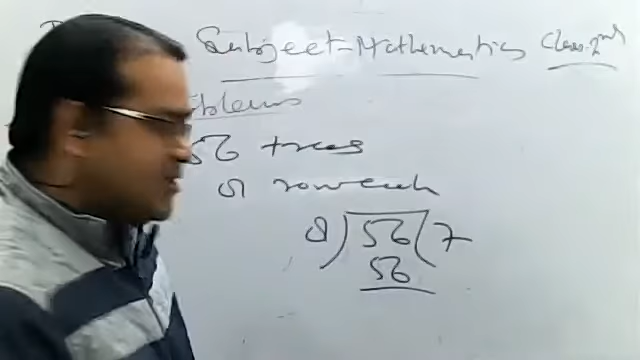 Subject-Mathematics Class-2nd
blems
56 trees
8 row each
8)56(7
56